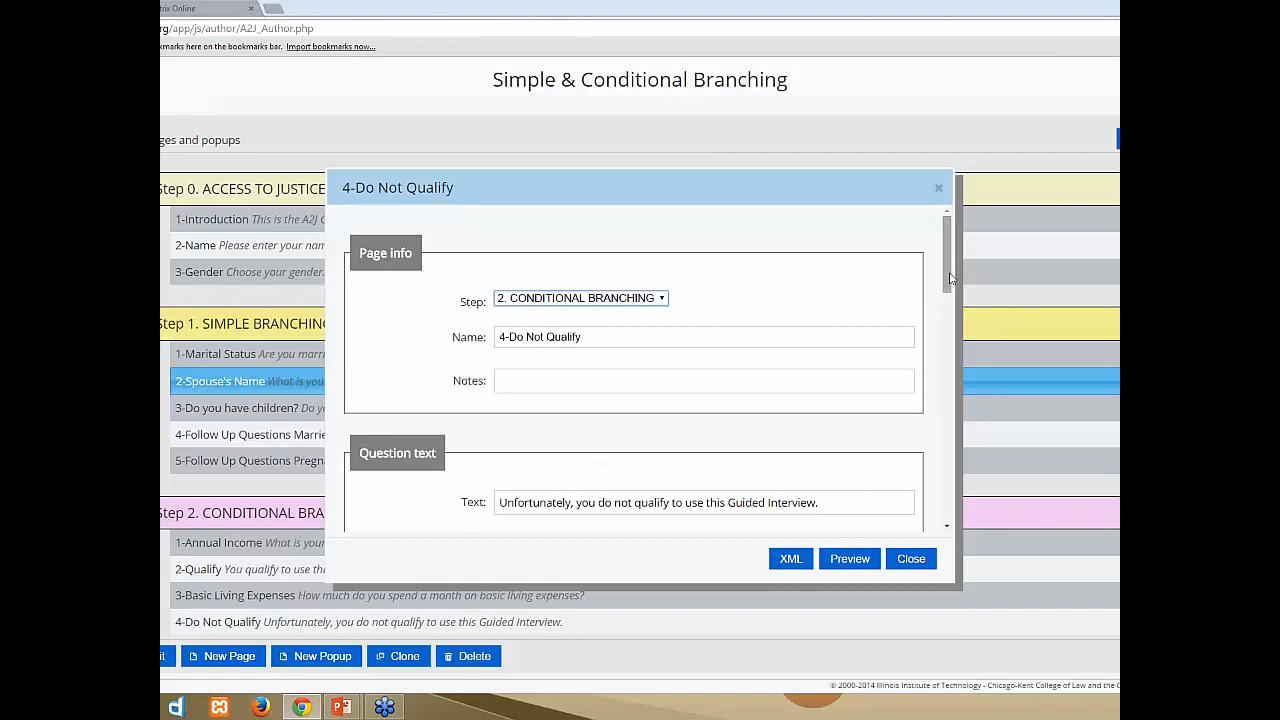 trix Online
rg/app/js/author/A2J_Author.php
kmarks here on the bookmarks bar. Import bookmarks now...
Simple & Conditional Branching
ges and popups
Step 0. ACCESS TO JUSTICE
1-Introduction This is the A2J
2-Name Please enter your nam
3-Gender Choose your gender.
Step 1. SIMPLE BRANCHING
1-Marital Status Are you marri
2-Spouse's Name What is you
3-Do you have children? Do yo
4-Follow Up Questions Marrie
5-Follow Up Questions Pregn
Step 2. CONDITIONAL BRA
1-Annual Income What is your
2-Qualify You qualify to use thi
3-Basic Living Expenses How much do you spend a month on basic living expenses?
4-Do Not Qualify Unfortunately, you do not qualify to use this Guided Interview.
4-Do Not Qualify
Page info
Step: 2. CONDITIONAL BRANCHING
Name: 4-Do Not Qualify
Notes:
Question text
Text: Unfortunately, you do not qualify to use this Guided Interview.
XML Preview Close
it New Page New Popup Clone Delete
© 2000-2014 Illinois Institute of Technology - Chicago-Kent College of Law and the C